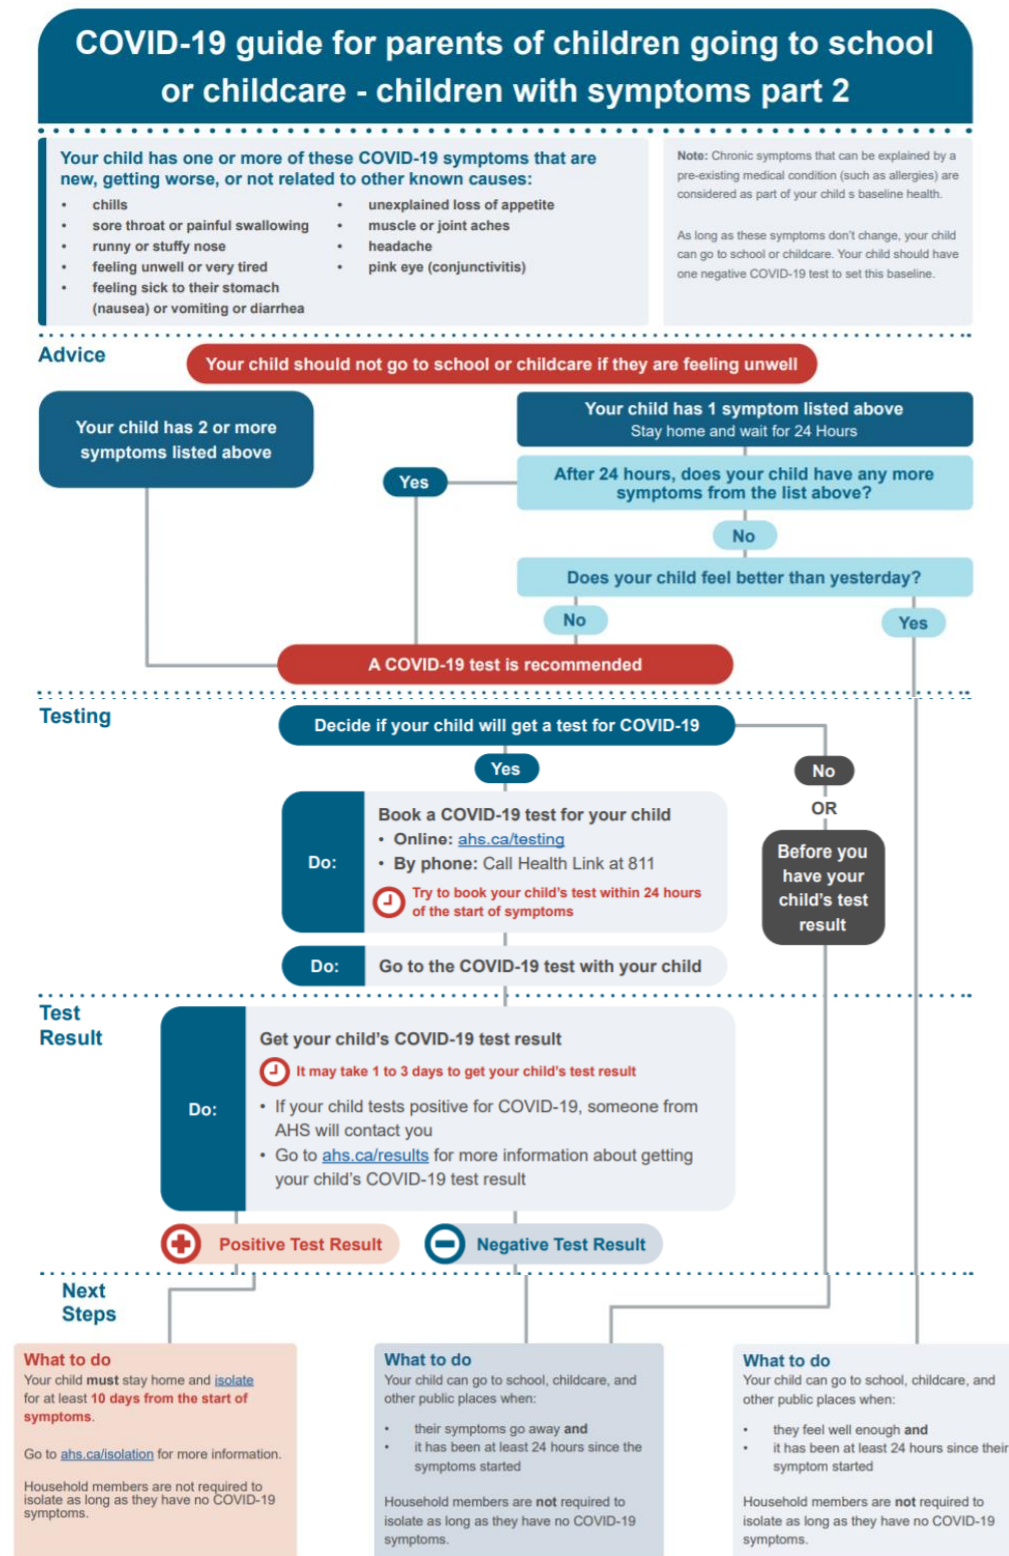 COVID-19 guide for parents of children going to school
or childcare - children with symptoms part 2
Your child has one or more of these COVID-19 symptoms that are
new, getting worse, or not related to other known causes:
• chills
• sore throat or painful swallowing
• runny or stuffy nose
• feeling unwell or very tired
• feeling sick to their stomach
(nausea) or vomiting or diarrhea
• unexplained loss of appetite
• muscle or joint aches
• headache
• pink eye (conjunctivitis)
Note: Chronic symptoms that can be explained by a
pre-existing medical condition (such as allergies) are
considered as part of your child s baseline health.
As long as these symptoms don't change, your child
can go to school or childcare. Your child should have
one negative COVID-19 test to set this baseline.
Advice
Your child should not go to school or childcare if they are feeling unwell
Your child has 2 or more
symptoms listed above
Your child has 1 symptom listed above
Stay home and wait for 24 Hours
Yes
After 24 hours, does your child have any more
symptoms from the list above?
No
Does your child feel better than yesterday?
No
Yes
A COVID-19 test is recommended
Testing
Decide if your child will get a test for COVID-19
Yes
No
OR
Before you
have your
child's test
result
Do:
Book a COVID-19 test for your child
• Online: ahs.ca/testing
• By phone: Call Health Link at 811
Try to book your child's test within 24 hours
of the start of symptoms
Do:
Go to the COVID-19 test with your child
Test
Result
Do:
Get your child's COVID-19 test result
It may take 1 to 3 days to get your child's test result
• If your child tests positive for COVID-19, someone from
AHS will contact you
• Go to ahs.ca/results for more information about getting
your child's COVID-19 test result
Positive Test Result
Negative Test Result
Next
Steps
What to do
Your child must stay home and isolate
for at least 10 days from the start of
symptoms.
Go to ahs.ca/isolation for more information.
Household members are not required to
isolate as long as they have no COVID-19
symptoms.
What to do
Your child can go to school, childcare, and
other public places when:
• their symptoms go away and
• it has been at least 24 hours since the
symptoms started
Household members are not required to
isolate as long as they have no COVID-19
symptoms.
What to do
Your child can go to school, childcare, and
other public places when:
• they feel well enough and
• it has been at least 24 hours since their
symptom started
Household members are not required to
isolate as long as they have no COVID-19
symptoms.